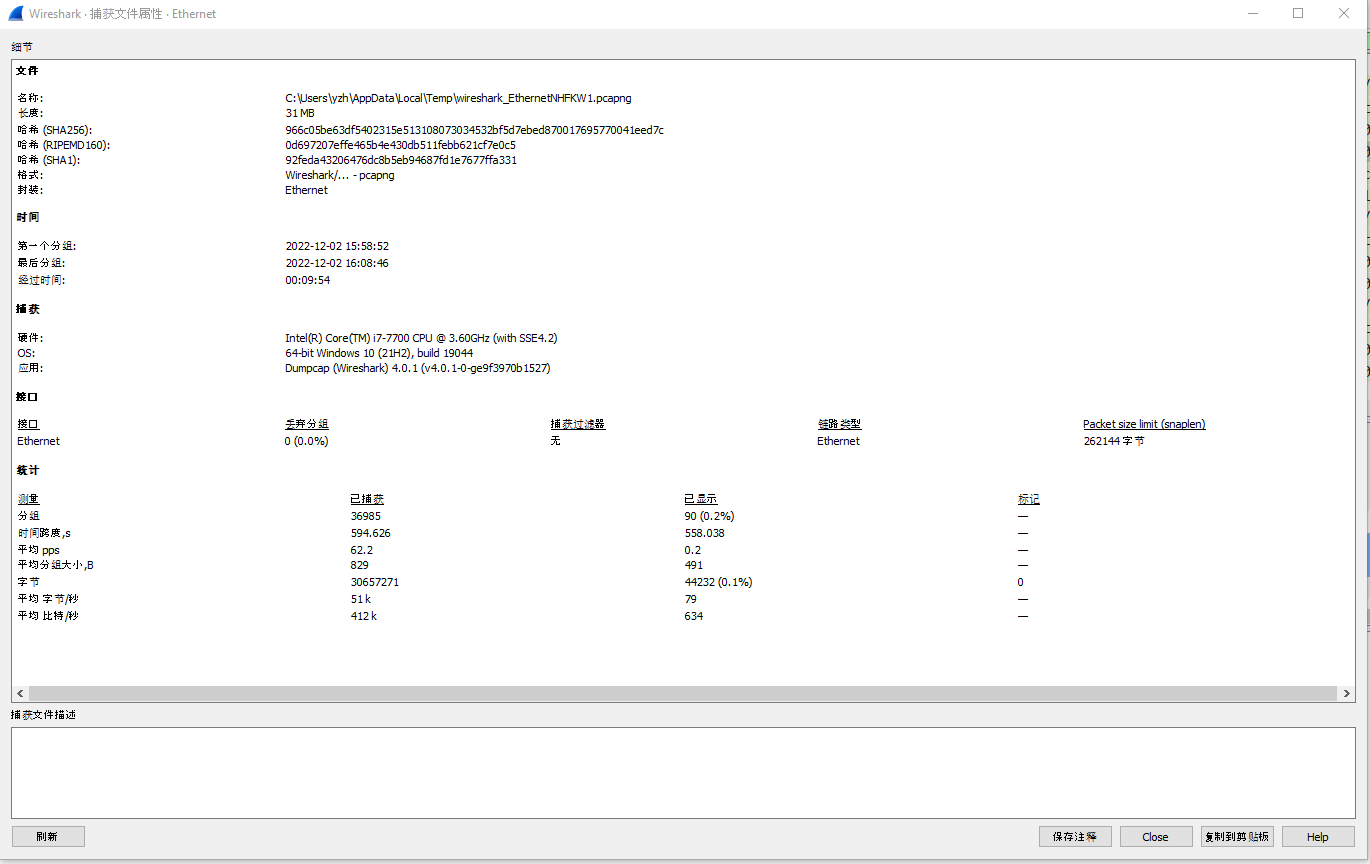 Wireshark · 捕获文件属性 · Ethernet
细节
文件
名称: C:\Users\yzh\AppData\Local\Temp\wireshark_EthernetNHFKW1.pcapng
长度: 31 MB
哈希 (SHA256): 966c05be63df5402315e513108073034532bf5d7ebed870017695770041eed7c
哈希 (RIPEMD160): 0d697207effe465b4e430db511febb621cf7e0c5
哈希 (SHA1): 92feda43206476dc8b5eb94687fd1e7677ffa331
格式: Wireshark/... - pcapng
封装: Ethernet
时间
第一个分组: 2022-12-02 15:58:52
最后分组: 2022-12-02 16:08:46
经过时间: 00:09:54
捕获
硬件: Intel(R) Core(TM) i7-7700 CPU @ 3.60GHz (with SSE4.2)
OS: 64-bit Windows 10 (21H2), build 19044
应用: Dumpcap (Wireshark) 4.0.1 (v4.0.1-0-ge9f3970b1527)
接口
接口 丢弃分组 捕获过滤器 链路类型 Packet size limit (snaplen)
Ethernet 0 (0.0%) 无 Ethernet 262144 字节
统计
测量 已捕获 已显示 标记
分组 36985 90 (0.2%) —
时间跨度,s 594.626 558.038 —
平均 pps 62.2 0.2 —
平均分组大小,B 829 491 —
字节 30657271 44232 (0.1%) 0
平均 字节/秒 51 k 79 —
平均 比特/秒 412 k 634 —
捕获文件描述
刷新 保存注释 Close 复制到剪贴板 Help